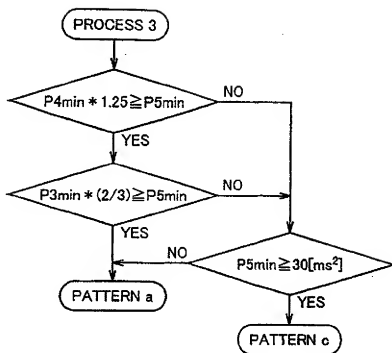 PROCESS 3
P4min * 1.25≧P5min
NO
YES
P3min * (2/3)≧P5min
NO
YES
NO
P5min≧30[ms²]
YES
PATTERN a
PATTERN c